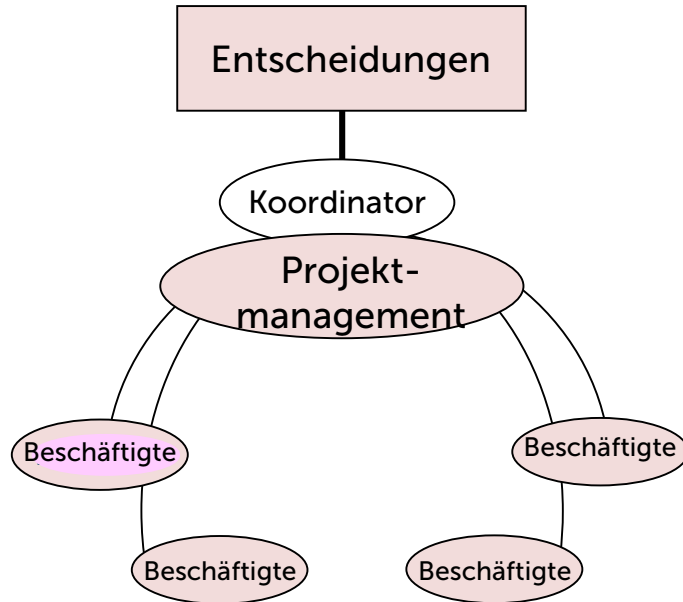 Entscheidungen
Koordinator
Projekt-
management
Beschäftigte
Beschäftigte
Beschäftigte
Beschäftigte